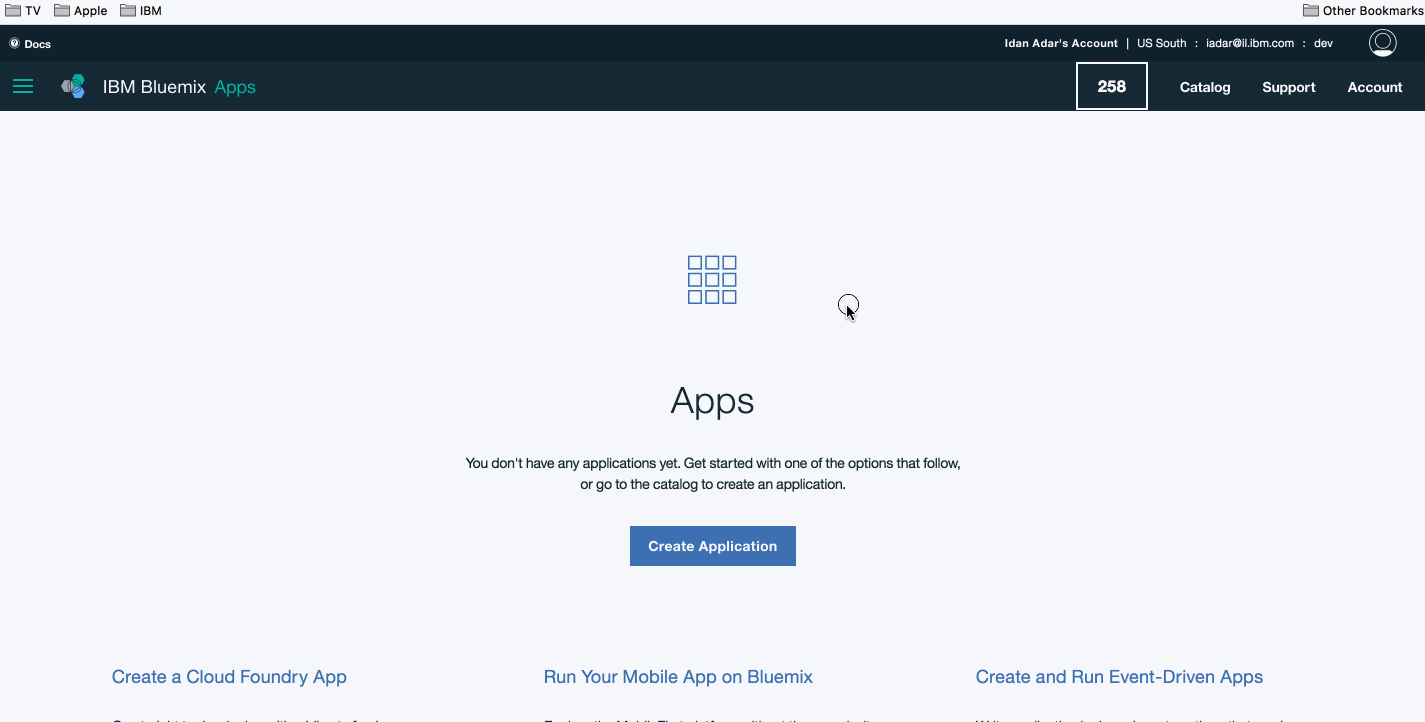 TV Apple IBM Other Bookmarks
Docs Idan Adar's Account | US South : iadar@il.ibm.com : dev
IBM Bluemix Apps 258 Catalog Support Account
Apps
You don't have any applications yet. Get started with one of the options that follow,
or go to the catalog to create an application.
Create Application
Create a Cloud Foundry App Run Your Mobile App on Bluemix Create and Run Event-Driven Apps